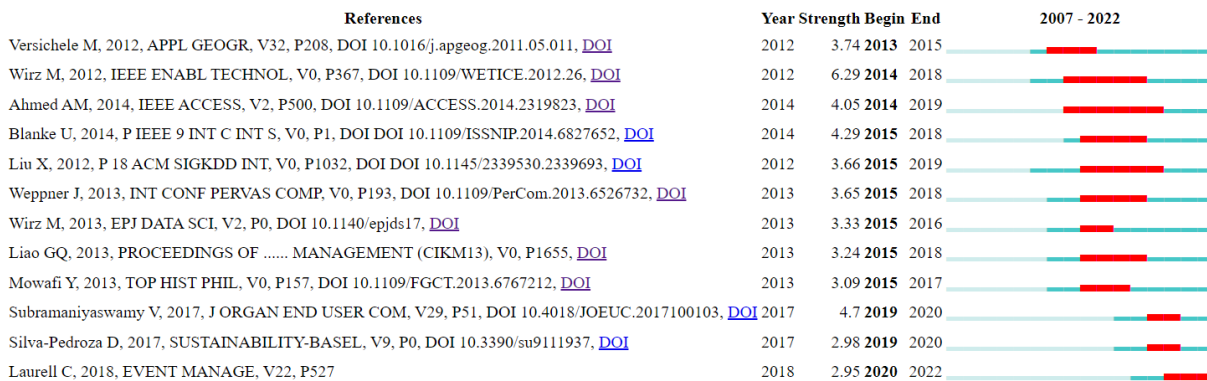 References Year Strength Begin End 2007 - 2022
Versichele M, 2012, APPL GEOGR, V32, P208, DOI 10.1016/j.apgeog.2011.05.011, DOI 2012 3.74 2013 2015
Wirz M, 2012, IEEE ENABL TECHNOL, V0, P367, DOI 10.1109/WETICE.2012.26, DOI 2012 6.29 2014 2018
Ahmed AM, 2014, IEEE ACCESS, V2, P500, DOI 10.1109/ACCESS.2014.2319823, DOI 2014 4.05 2014 2019
Blanke U, 2014, P IEEE 9 INT C INT S, V0, P1, DOI DOI 10.1109/ISSNIP.2014.6827652, DOI 2014 4.29 2015 2018
Liu X, 2012, P 18 ACM SIGKDD INT, V0, P1032, DOI DOI 10.1145/2339530.2339693, DOI 2012 3.66 2015 2019
Weppner J, 2013, INT CONF PERVAS COMP, V0, P193, DOI 10.1109/PerCom.2013.6526732, DOI 2013 3.65 2015 2018
Wirz M, 2013, EPJ DATA SCI, V2, P0, DOI 10.1140/epjds17, DOI 2013 3.33 2015 2016
Liao GQ, 2013, PROCEEDINGS OF ...... MANAGEMENT (CIKM13), V0, P1655, DOI 2013 3.24 2015 2018
Mowafi Y, 2013, TOP HIST PHIL, V0, P157, DOI 10.1109/FGCT.2013.6767212, DOI 2013 3.09 2015 2017
Subramaniyaswamy V, 2017, J ORGAN END USER COM, V29, P51, DOI 10.4018/JOEUC.2017100103, DOI 2017 4.7 2019 2020
Silva-Pedroza D, 2017, SUSTAINABILITY-BASEL, V9, P0, DOI 10.3390/su9111937, DOI 2017 2.98 2019 2020
Laurell C, 2018, EVENT MANAGE, V22, P527 2018 2.95 2020 2022